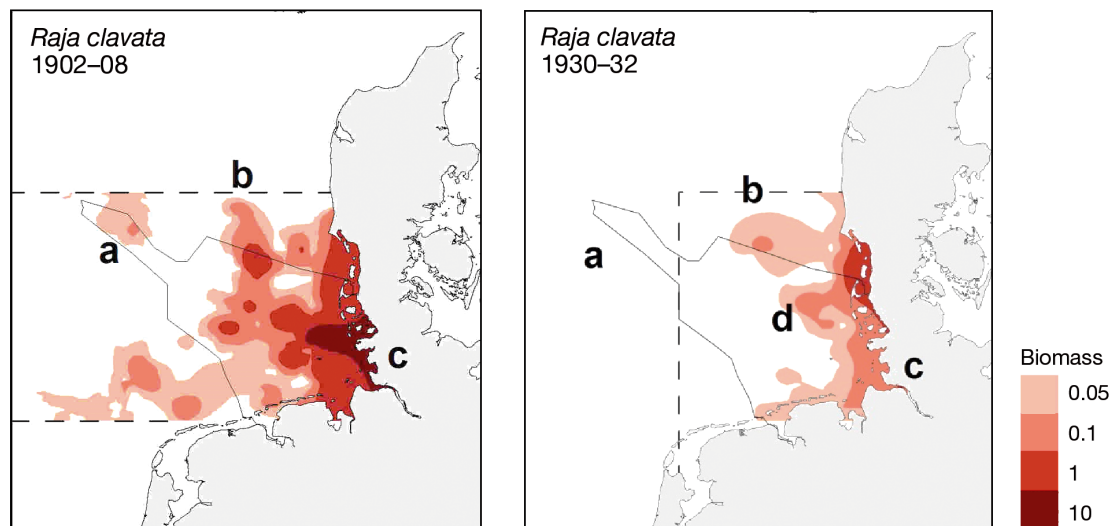 Raja clavata
1902–08
b
a
c
Raja clavata
1930–32
b
a
d
c
Biomass
0.05
0.1
1
10